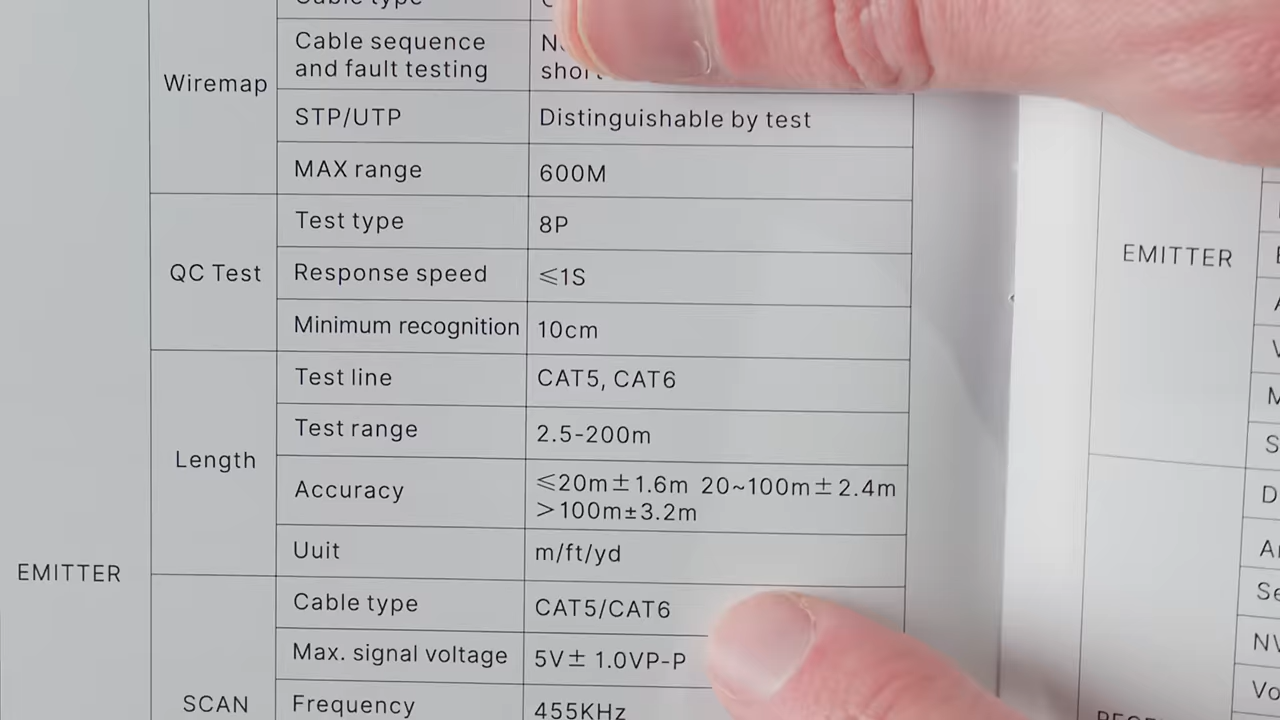 Cable type
Wiremap
Cable sequence
and fault testing
short
STP/UTP
Distinguishable by test
MAX range
600M
QC Test
Test type
8P
Response speed
≤1S
Minimum recognition
10cm
Length
Test line
CAT5, CAT6
Test range
2.5-200m
Accuracy
≤20m±1.6m 20~100m±2.4m
>100m±3.2m
Uuit
m/ft/yd
EMITTER
SCAN
Cable type
CAT5/CAT6
Max. signal voltage
5V± 1.0VP-P
Frequency
455KHz
EMITTER